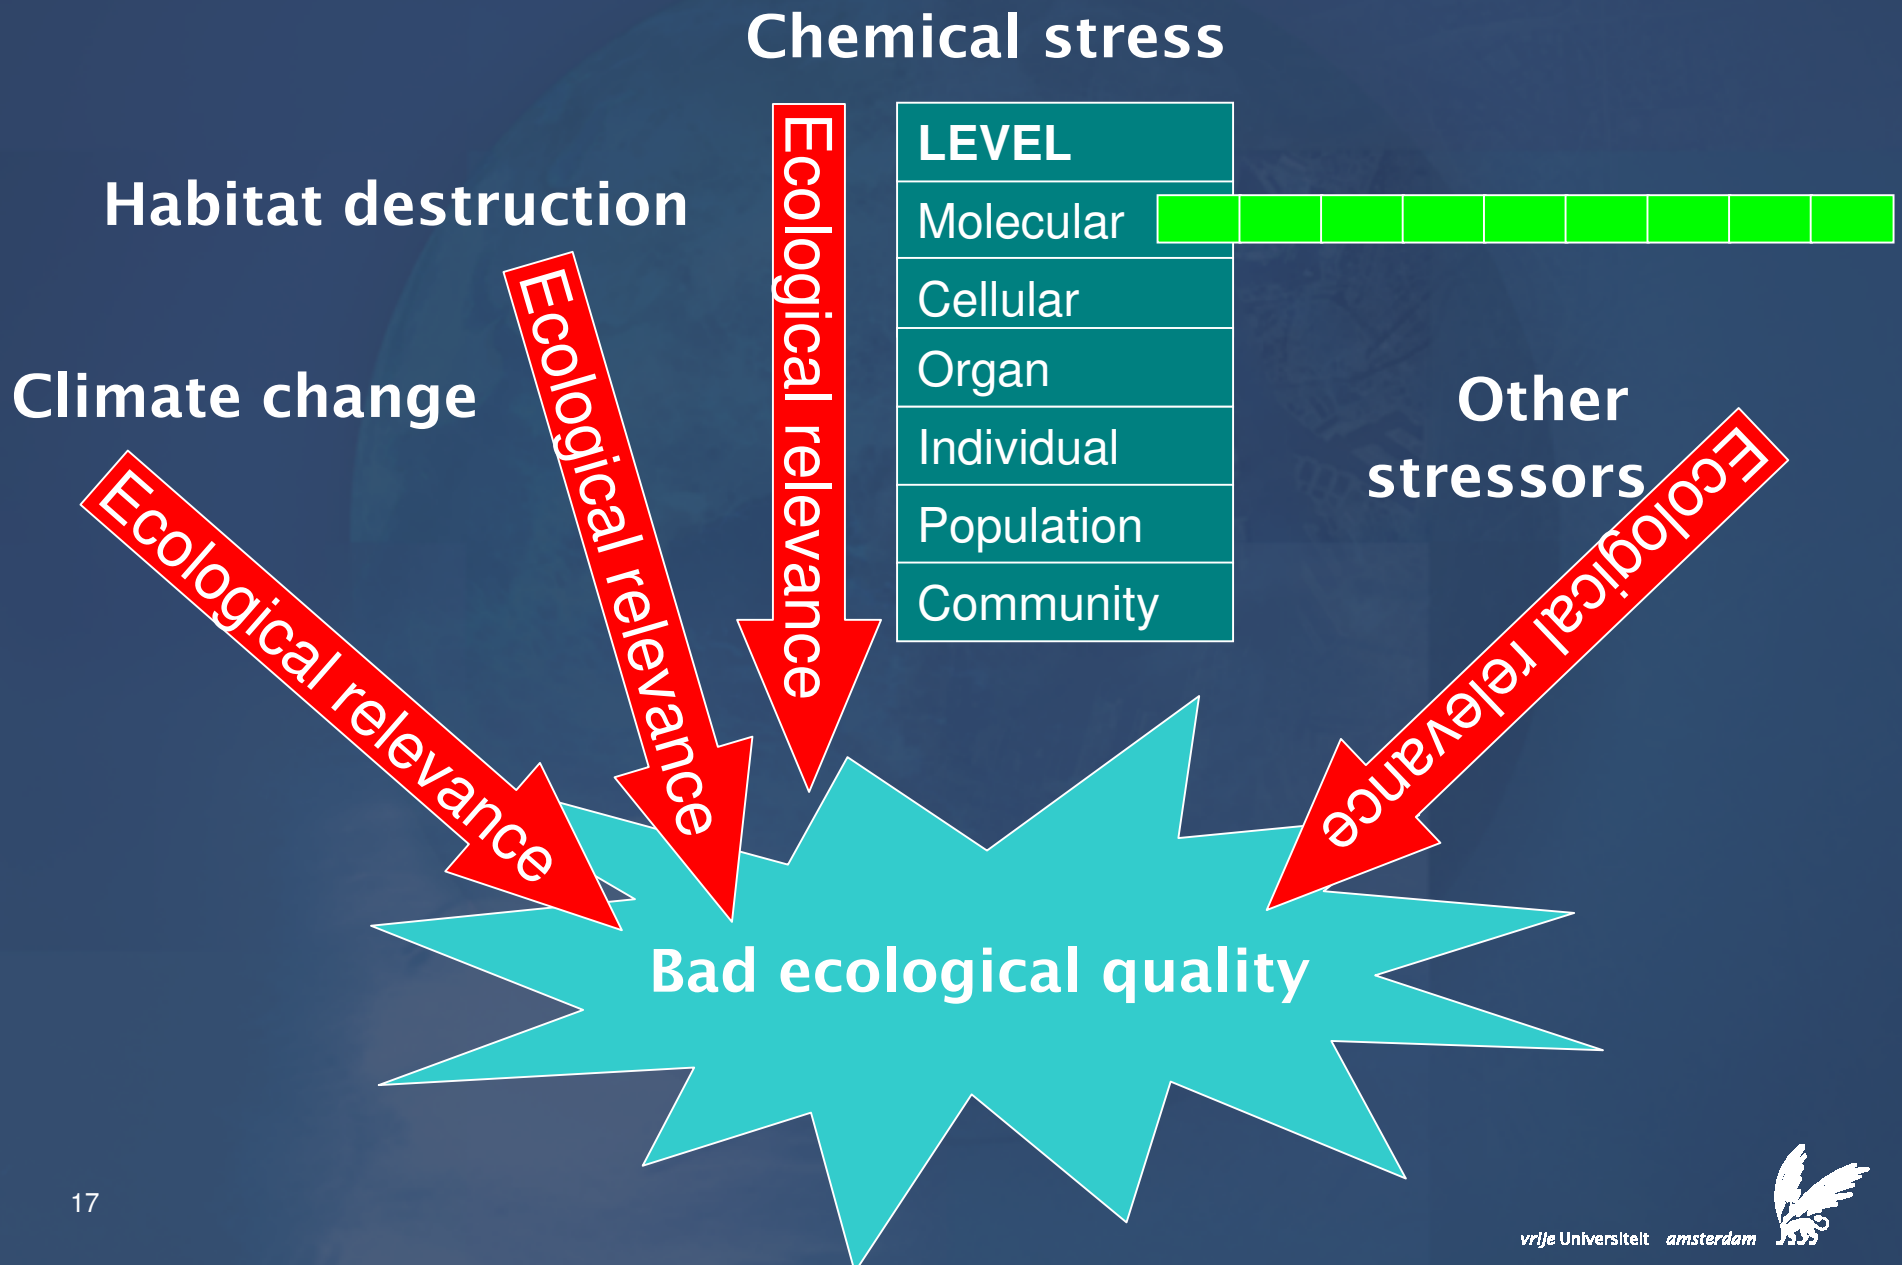 Chemical stress
Habitat destruction
Climate change
Other
stressors
Ecological relevance
Ecological relevance
Ecological relevance
Ecological relevance
LEVEL
Molecular
Cellular
Organ
Individual
Population
Community
Bad ecological quality
17
vrije Universiteit amsterdam